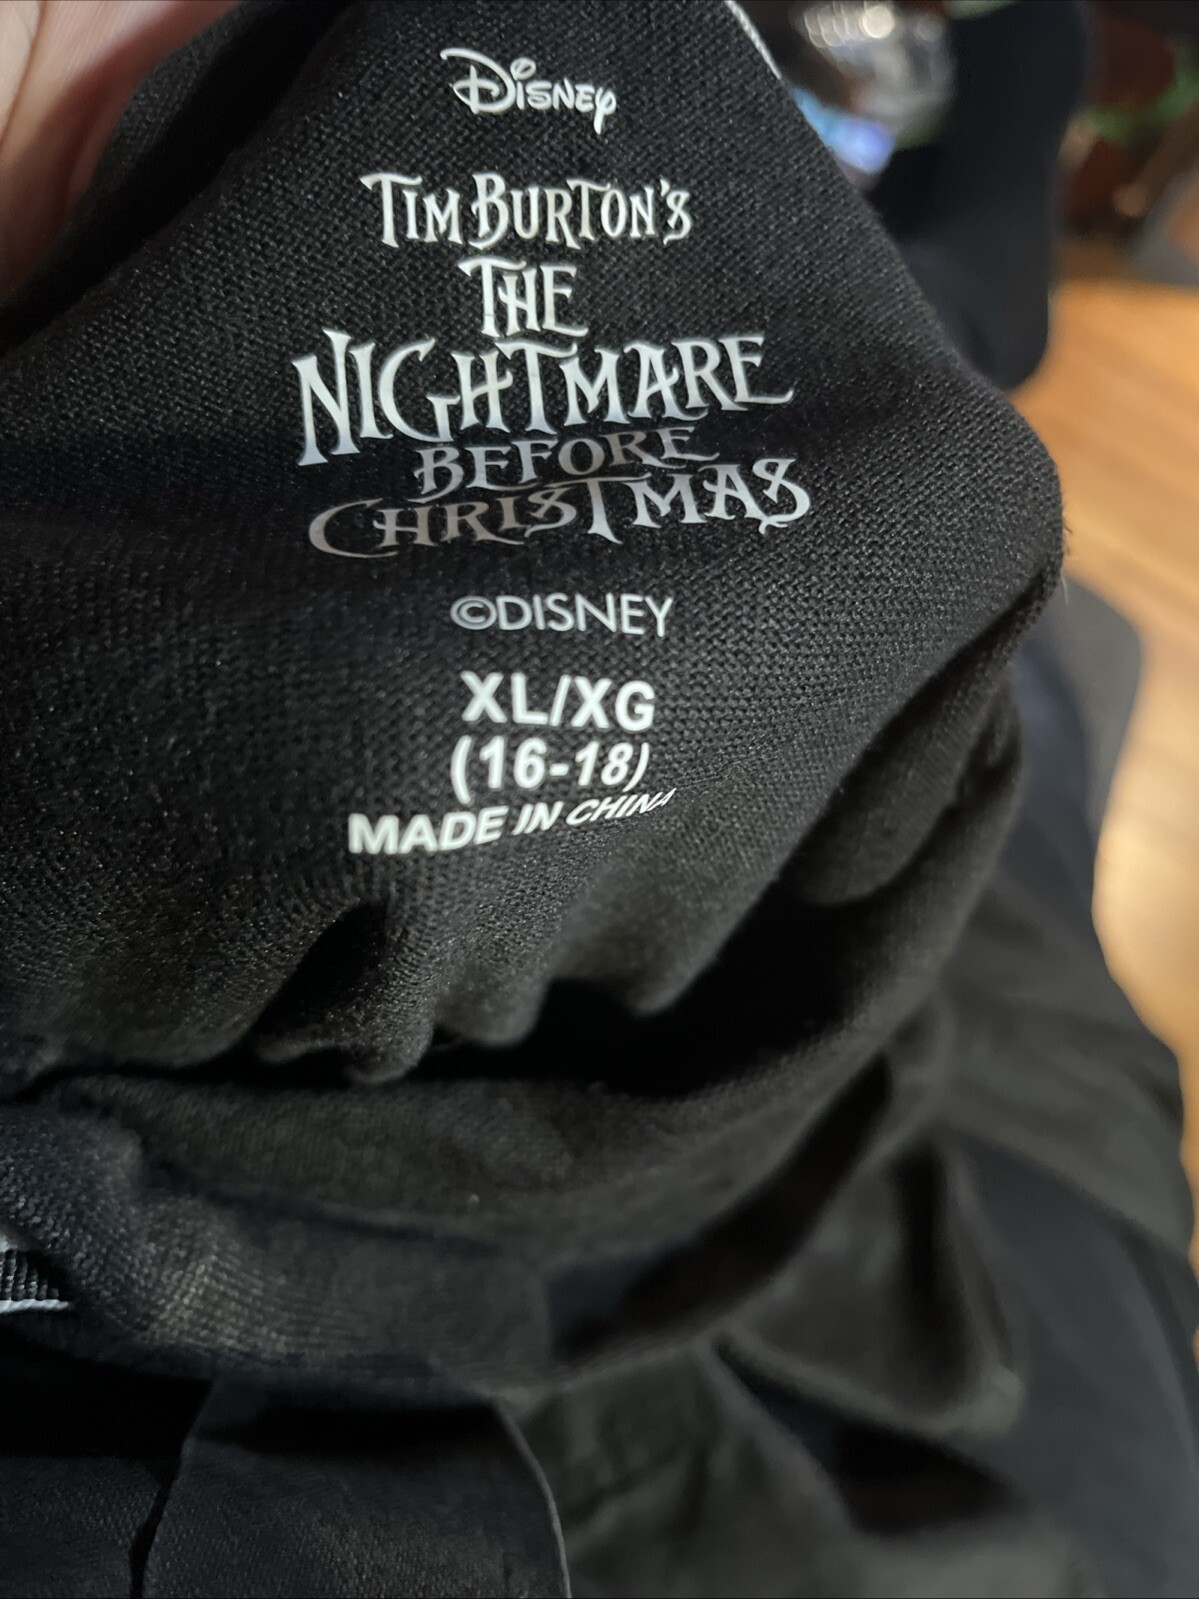 Disney
TIM BURTON'S
THE
NIGHTMARE
BEFORE
CHRISTMAS
©DISNEY
XL/XG
(16-18)
MADE IN CHINA